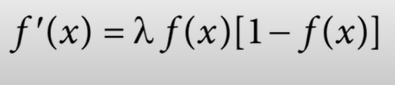 f'(x) = λ f(x)[1− f(x)]